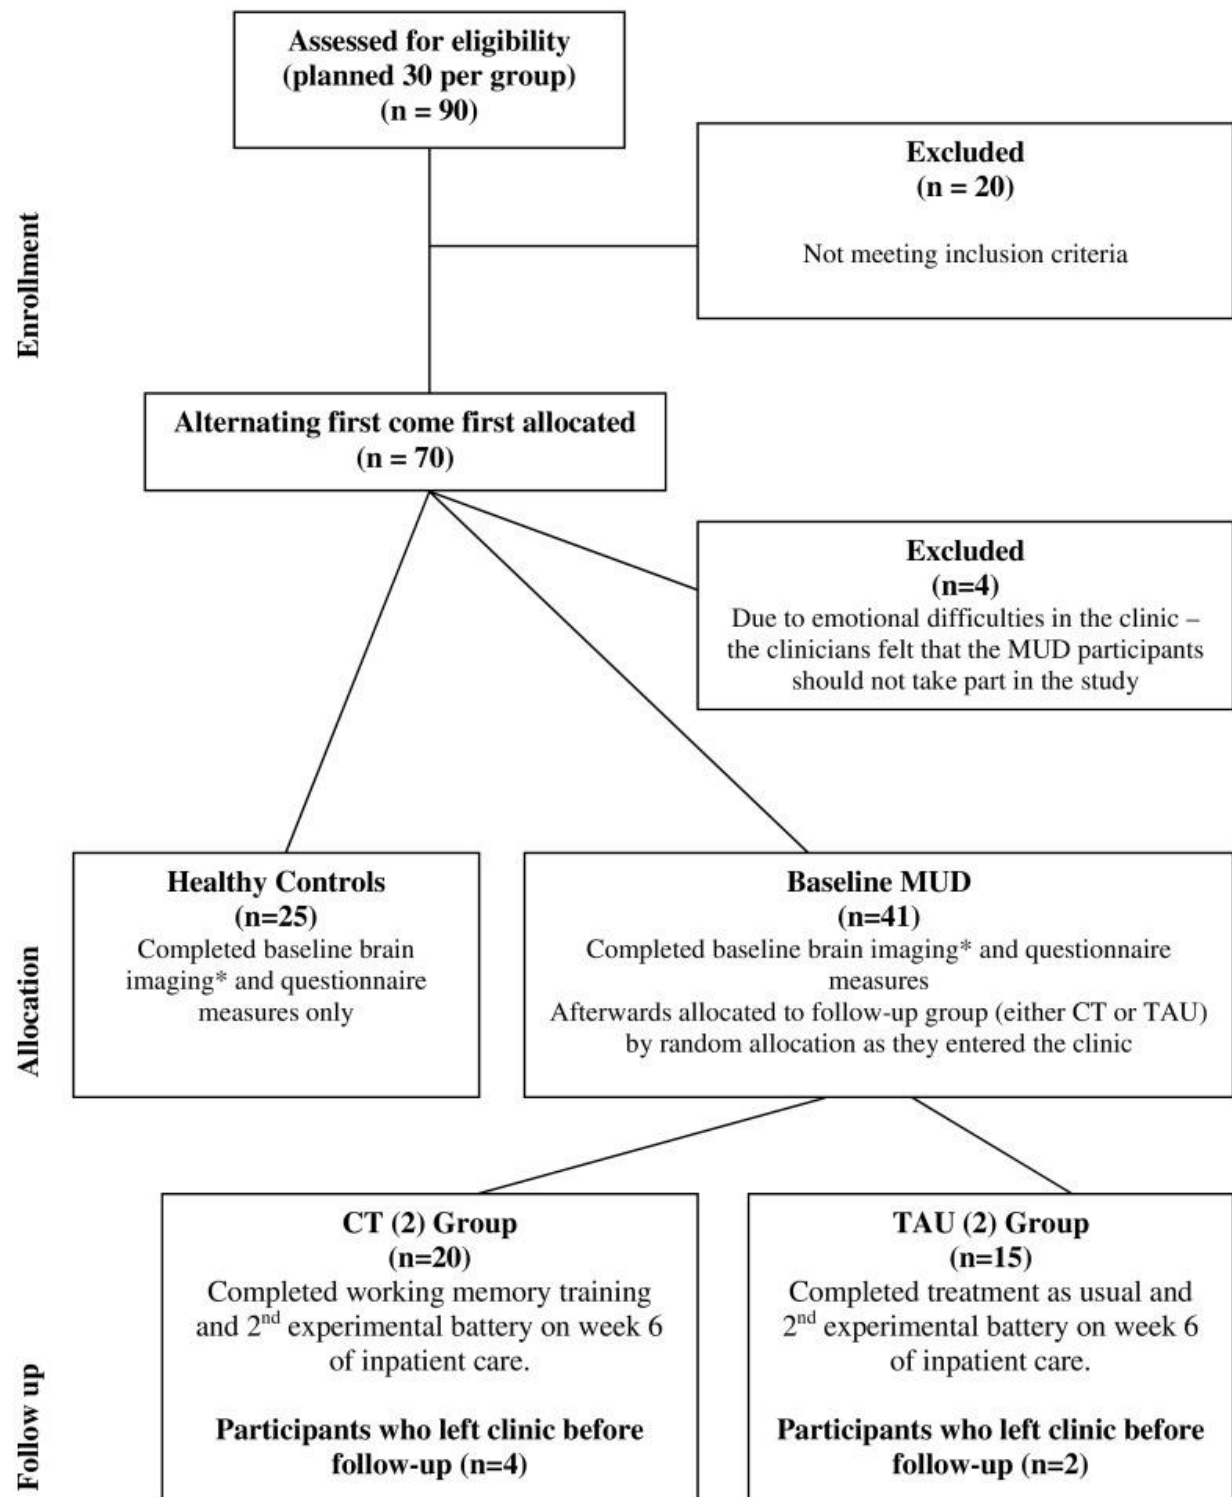 Assessed for eligibility
(planned 30 per group)
(n = 90)
Excluded
(n = 20)
Not meeting inclusion criteria
Enrollment
Alternating first come first allocated
(n = 70)
Excluded
(n=4)
Due to emotional difficulties in the clinic –
the clinicians felt that the MUD participants
should not take part in the study
Healthy Controls
(n=25)
Completed baseline brain
imaging* and questionnaire
measures only
Baseline MUD
(n=41)
Completed baseline brain imaging* and questionnaire
measures
Afterwards allocated to follow-up group (either CT or TAU)
by random allocation as they entered the clinic
Allocation
CT (2) Group
(n=20)
Completed working memory training
and 2nd experimental battery on week 6
of inpatient care.
Participants who left clinic before
follow-up (n=4)
TAU (2) Group
(n=15)
Completed treatment as usual and
2nd experimental battery on week 6
of inpatient care.
Participants who left clinic before
follow-up (n=2)
Follow up